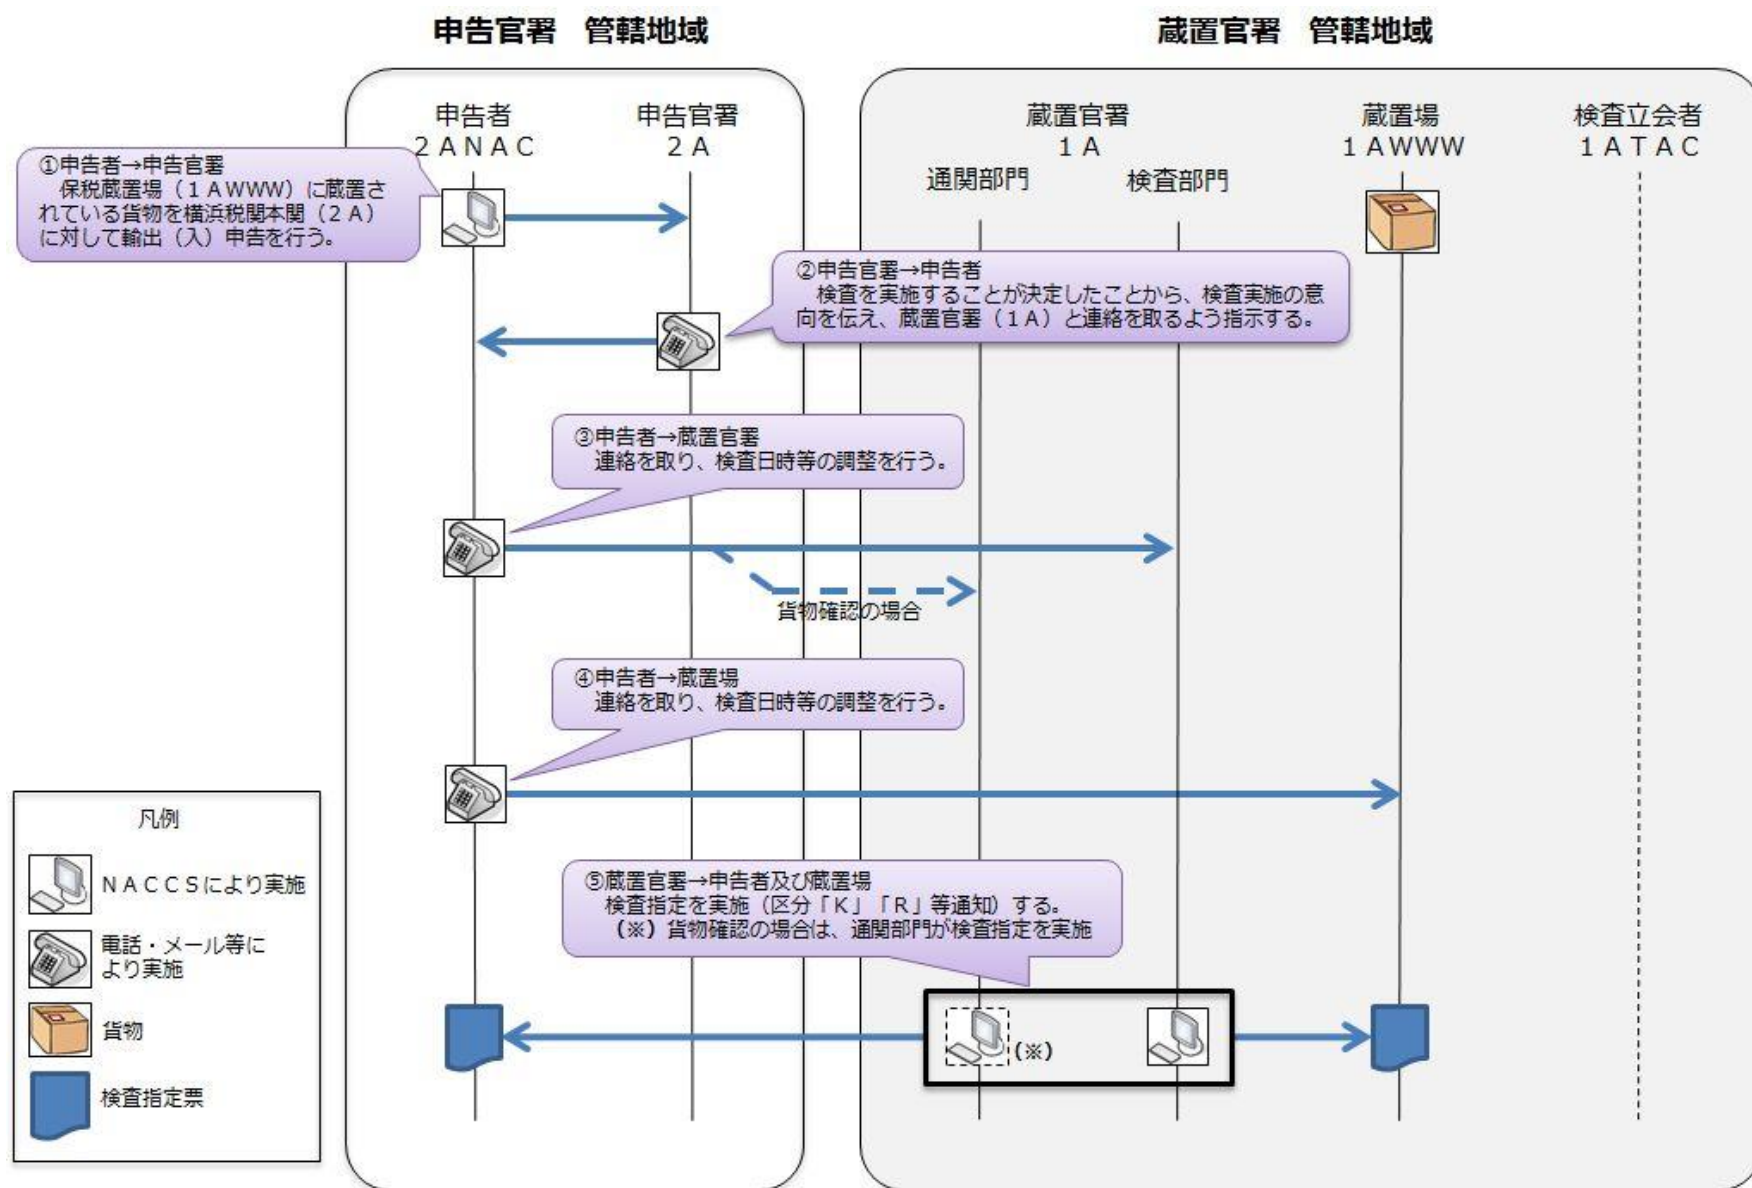 申告官署　管轄地域
蔵置官署　管轄地域
申告者
２ＡＮＡＣ
申告官署
２Ａ
蔵置官署
１Ａ
通関部門
検査部門
蔵置場
１ＡＷＷＷ
検査立会者
１ＡＴＡＣ
①申告者→申告官署
保税蔵置場（１ＡＷＷＷ）に蔵置さ
れている貨物を横浜税関本関（２Ａ）
に対して輸出（入）申告を行う。
②申告官署→申告者
検査を実施することが決定したことから、検査実施の意
向を伝え、蔵置官署（１Ａ）と連絡を取るよう指示する。
③申告者→蔵置官署
連絡を取り、検査日時等の調整を行う。
貨物確認の場合
④申告者→蔵置場
連絡を取り、検査日時等の調整を行う。
⑤蔵置官署→申告者及び蔵置場
検査指定を実施（区分「Ｋ」「Ｒ」等通知）する。
（※）貨物確認の場合は、通関部門が検査指定を実施
（※）
凡例
ＮＡＣＣＳにより実施
電話・メール等に
より実施
貨物
検査指定票